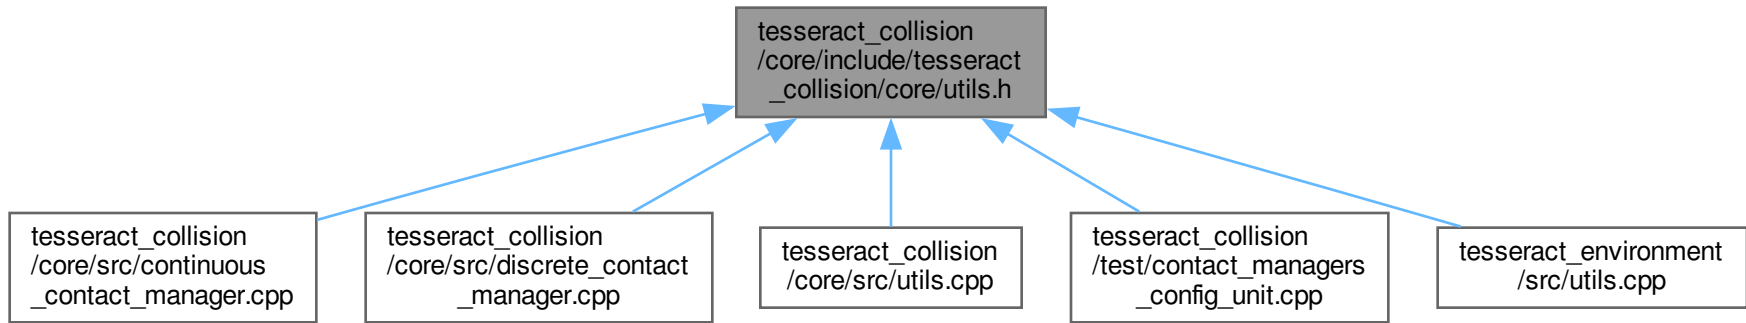 tesseract_collision
/core/include/tesseract
_collision/core/utils.h
tesseract_collision
/core/src/continuous
_contact_manager.cpp
tesseract_collision
/core/src/discrete_contact
_manager.cpp
tesseract_collision
/core/src/utils.cpp
tesseract_collision
/test/contact_managers
_config_unit.cpp
tesseract_environment
/src/utils.cpp